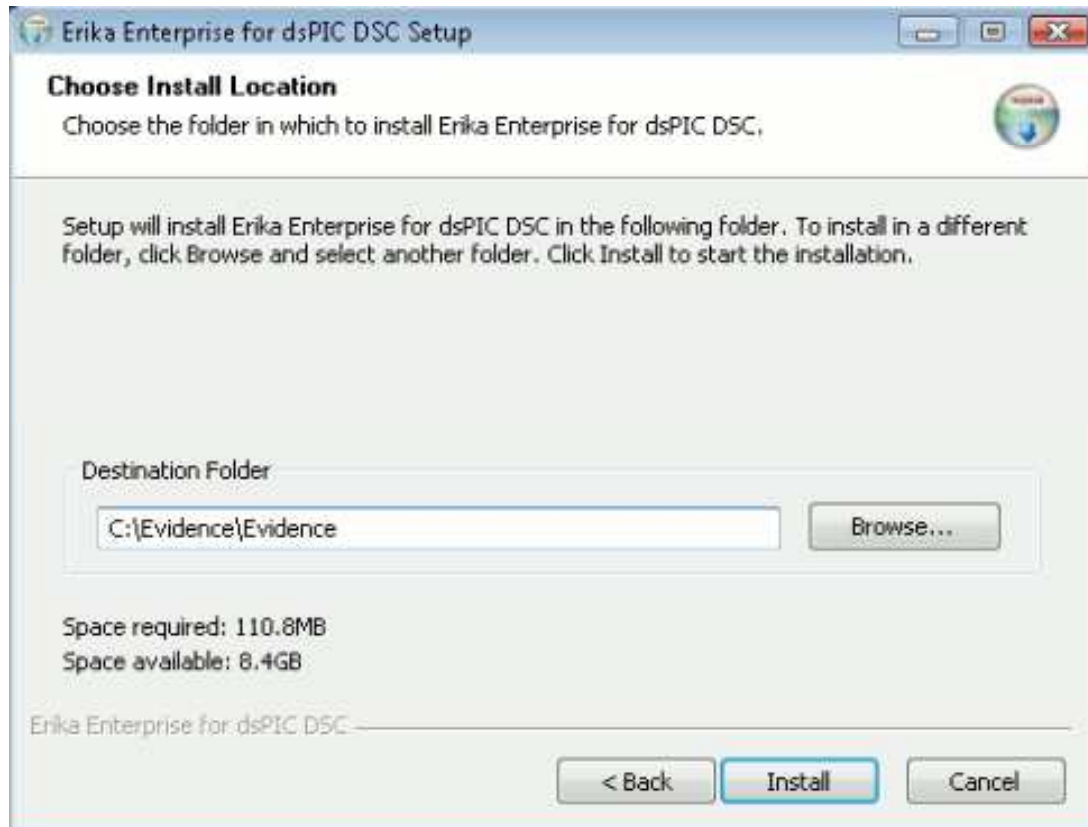 Erika Enterprise for dsPIC DSC Setup
Choose Install Location
Choose the folder in which to install Erika Enterprise for dsPIC DSC.
Setup will install Erika Enterprise for dsPIC DSC in the following folder. To install in a different
folder, click Browse and select another folder. Click Install to start the installation.
Destination Folder
C:\Evidence\Evidence
Browse...
Space required: 110.8MB
Space available: 8.4GB
Erika Enterprise for dsPIC DSC
< Back
Install
Cancel